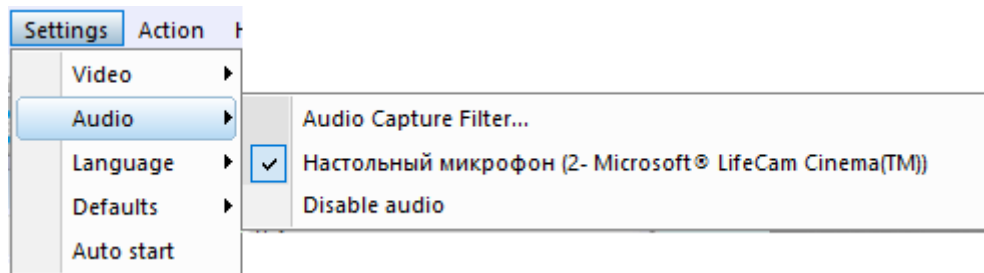 Settings Action
Video
Audio
Audio Capture Filter...
Language
Настольный микрофон (2- Microsoft® LifeCam Cinema(TM))
Defaults
Disable audio
Auto start